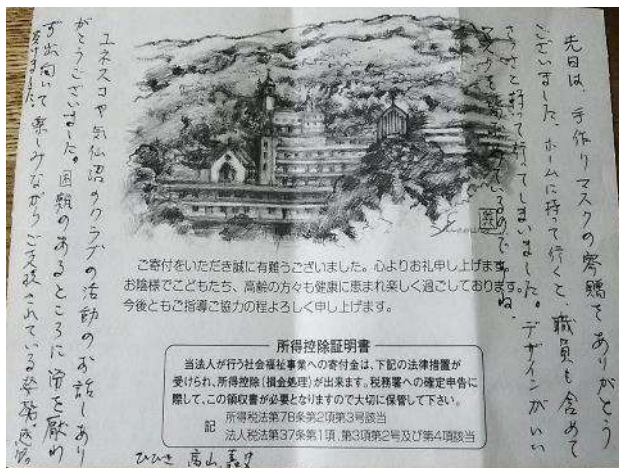 先日は、手作りマスクの寄贈をありがとう
ございました。ホームに持って行くと、職員も含めて
さっさと持って行ってしまいました。デザインがいい
マスクを
ね。
ご寄付をいただき誠に有難うございました。心よりお礼申し上げます。
お陰様でこどもたち、高齢の方々も健康に恵まれ楽しく過ごしております。
今後ともご指導ご協力の程よろしく申し上げます。
所得控除証明書
当法人が行う社会福祉事業への寄付金は、下記の法律措置が
受けられ、所得控除(損金処理)が出来ます。税務署への確定申告に
際して、この領収書が必要となりますので大切に保管して下さい。
記
所得税法第78条第2項第3号該当
法人税法第37条第1項、第3項第2号及び第4項該当
ユネスコや気仙沼のクラブの活動のお話しあり
がとうございました。困難のあるところに労を厭わ
ず出向いて楽しみながらご支援されている
受けました。
ひびき 高山